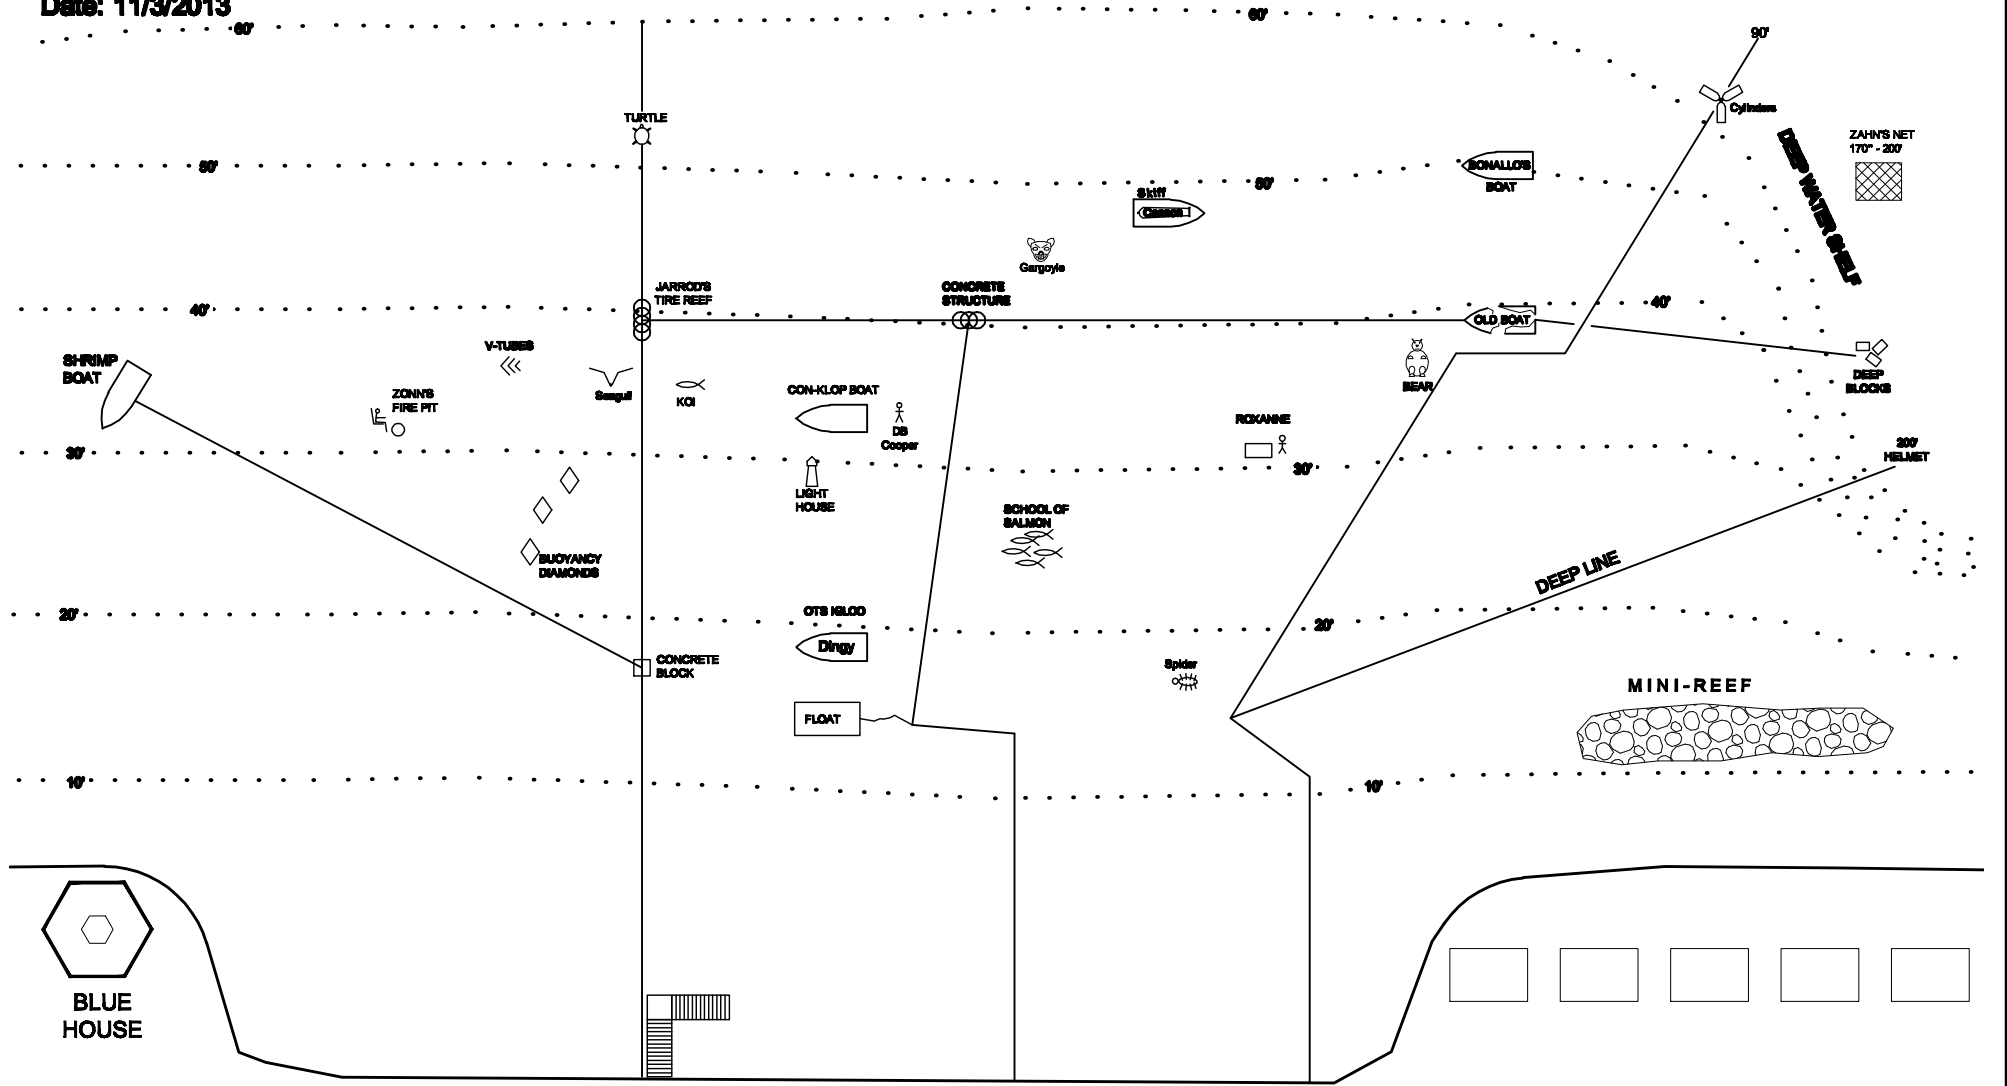 Date: 11/3/2013
60'
60'
90'
Cylinders
TURTLE
ZAHN'S NET
170" - 200'
DEEP WATER SHELF
50'
50'
BONALLO'S
BOAT
Skiff
Cannon
Gargoyle
JARROD'S
TIRE REEF
CONCRETE
STRUCTURE
40'
40'
OLD BOAT
SHRIMP
BOAT
V-TUBES
Seagull
KOI
ZONN'S
FIRE PIT
CON-KLOP BOAT
DB
Cooper
BEAR
DEEP
BLOCKS
ROXANNE
30'
30'
200'
HELMET
LIGHT
HOUSE
SCHOOL OF
SALMON
BUOYANCY
DIAMONDS
DEEP LINE
20'
OTS IGLOO
20'
Dingy
CONCRETE
BLOCK
Spider
MINI-REEF
FLOAT
10'
10'
BLUE
HOUSE